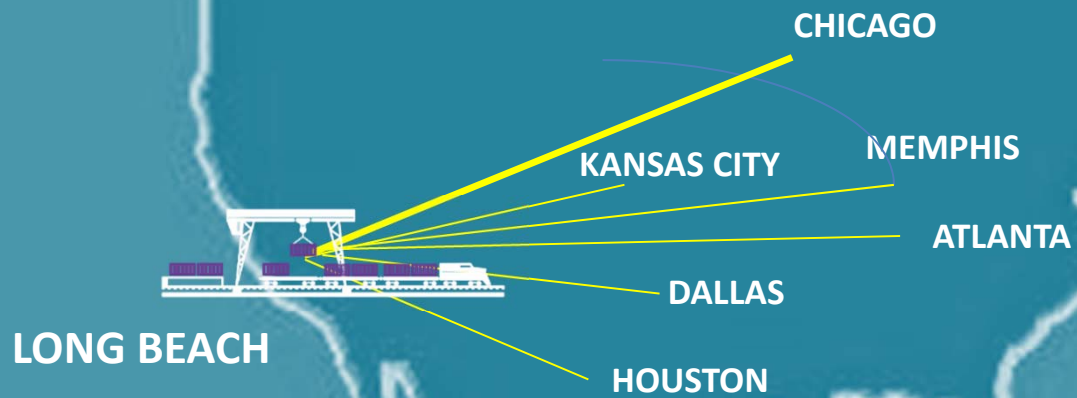 CHICAGO
KANSAS CITY
MEMPHIS
ATLANTA
DALLAS
LONG BEACH
HOUSTON